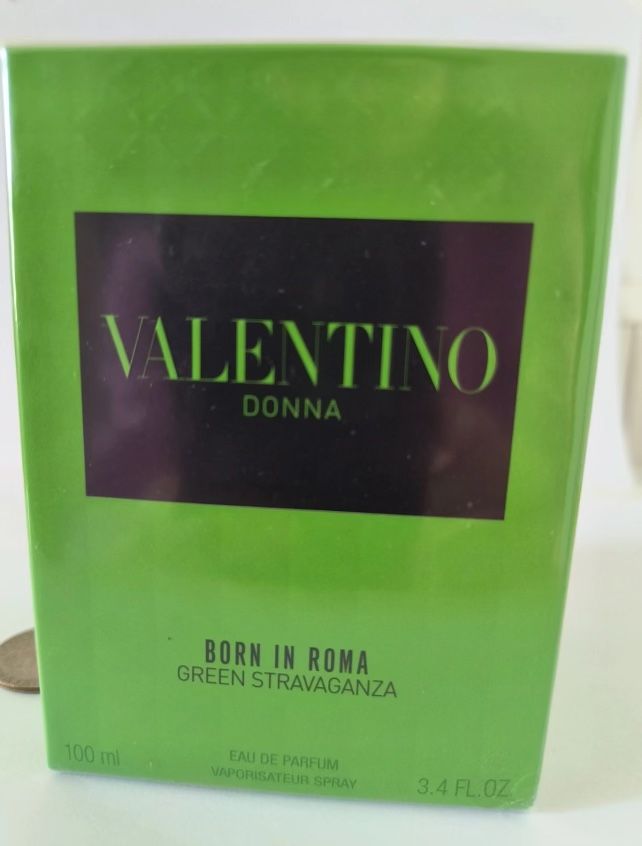 VALENTINO
DONNA
BORN IN ROMA
GREEN STRAVAGANZA
100 ml
EAU DE PARFUM
VAPORISATEUR SPRAY
3.4 FL.OZ.